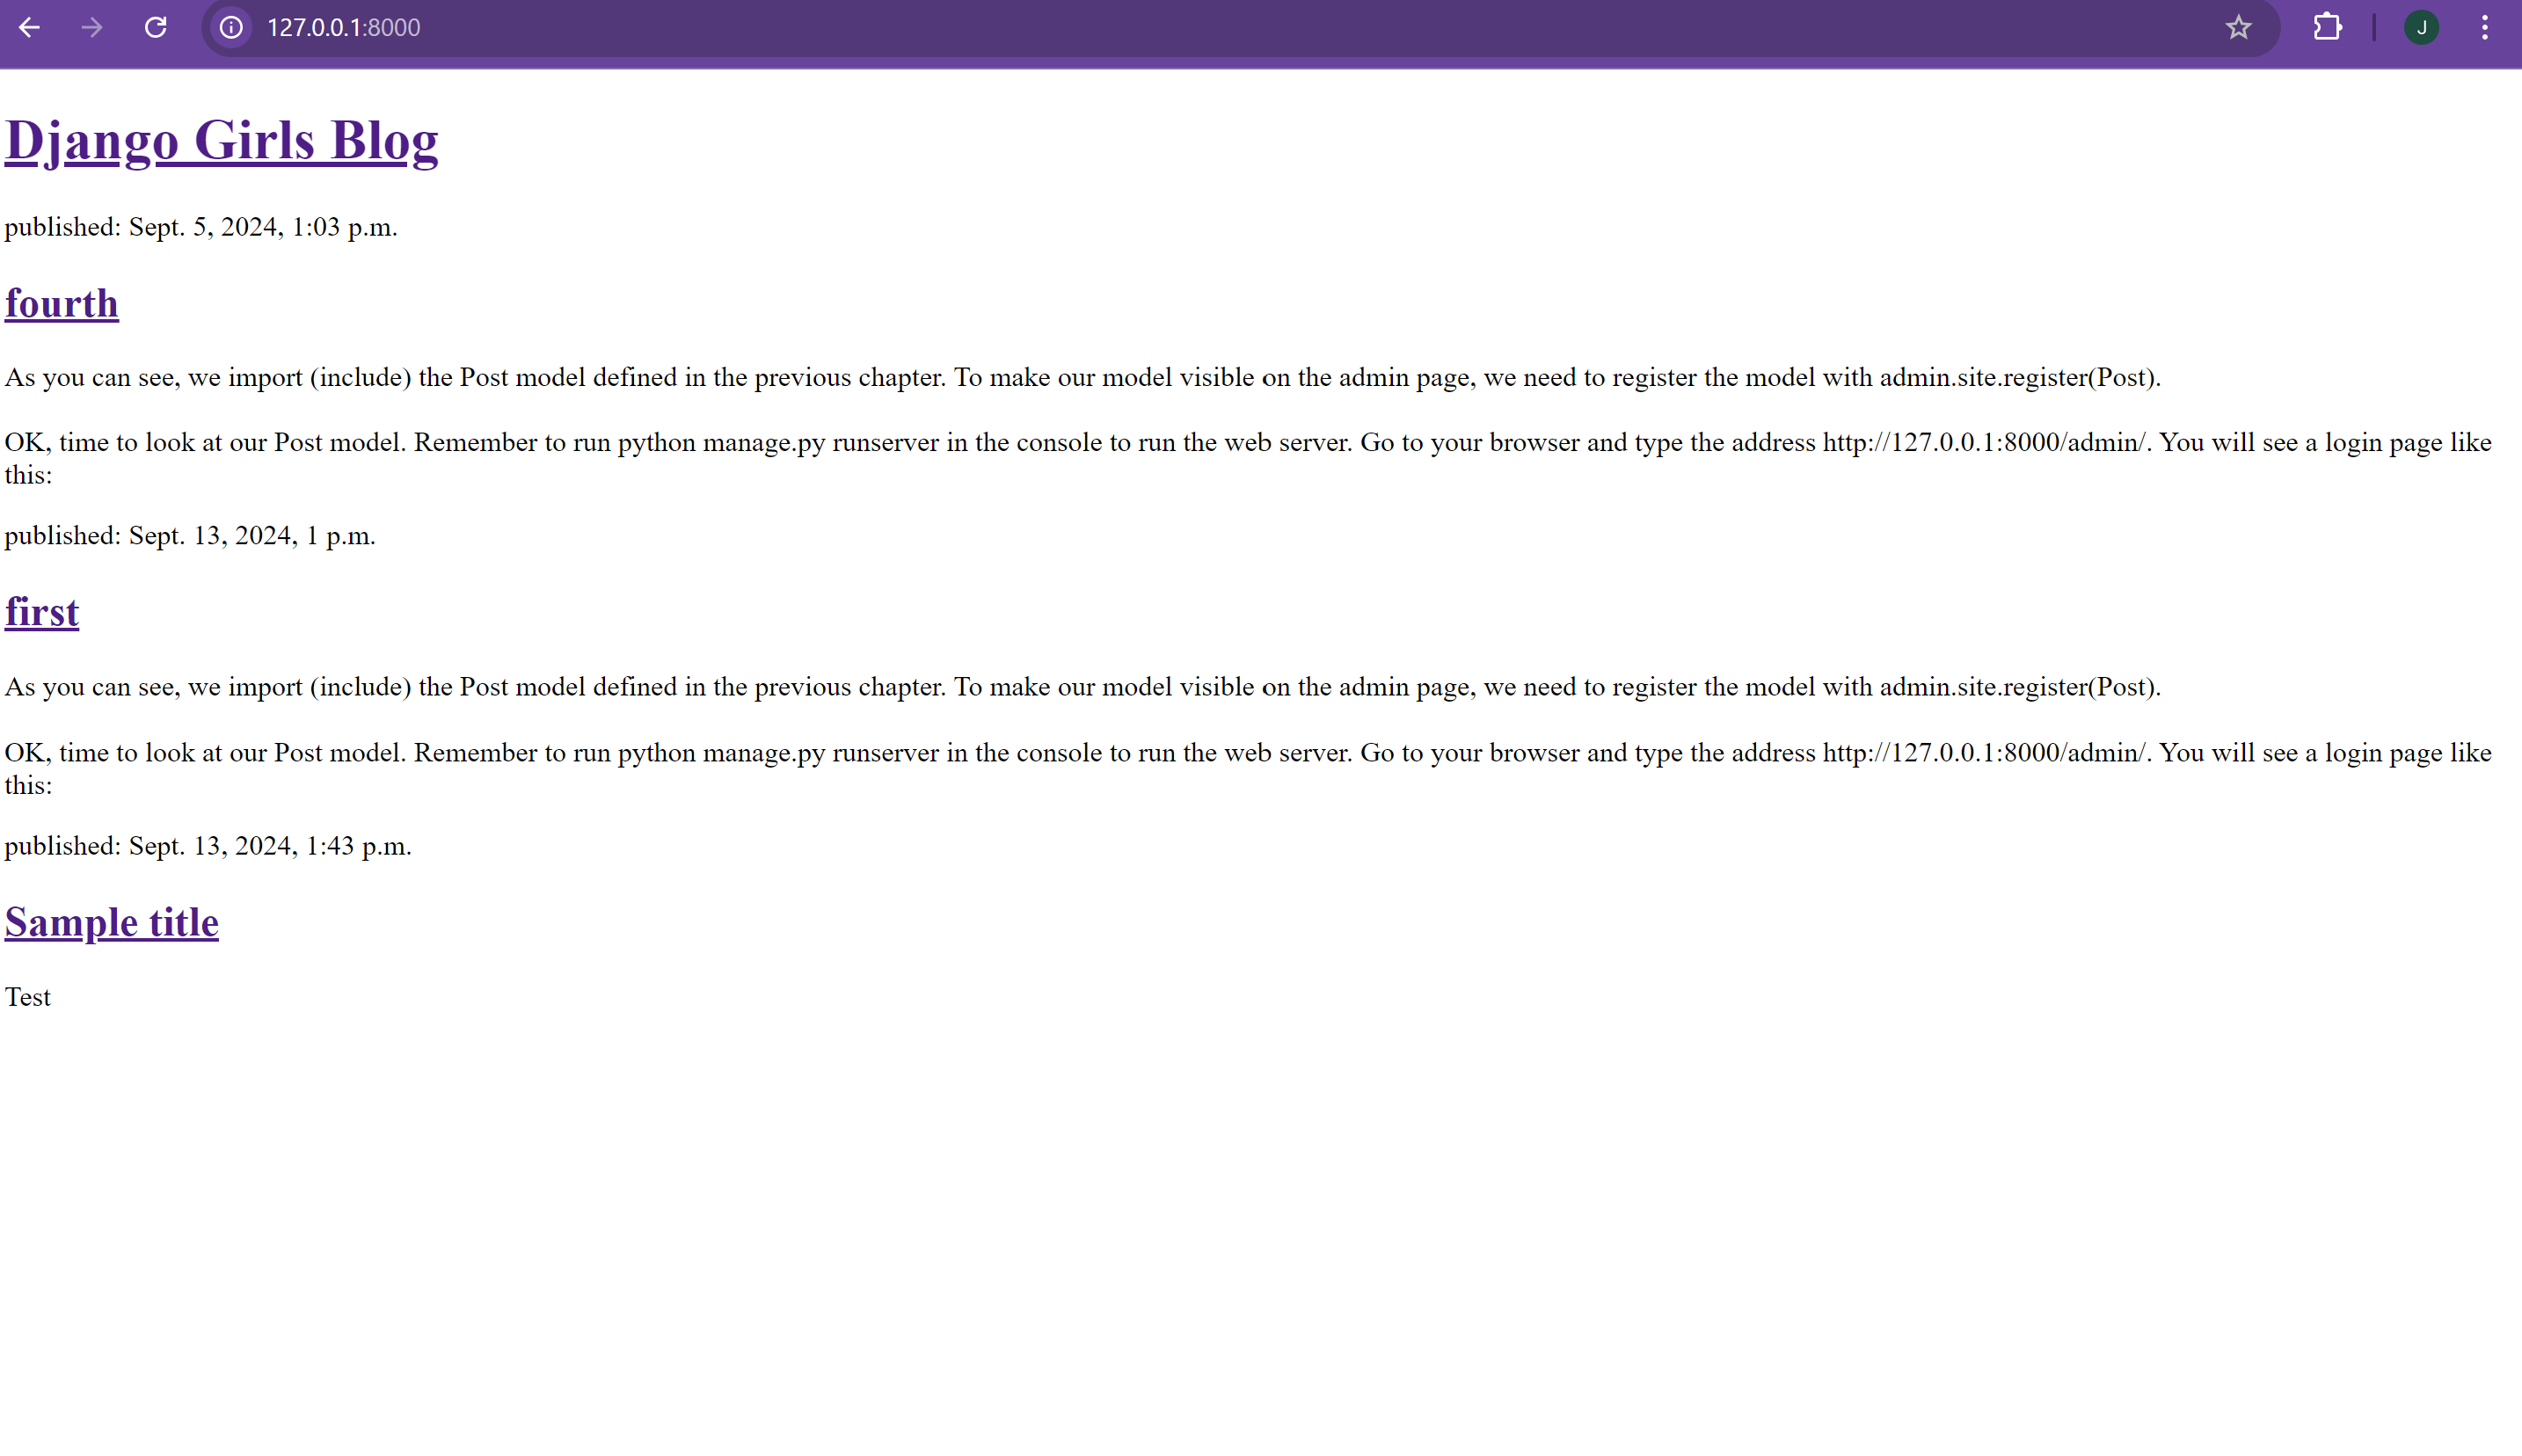 127.0.0.1:8000
J
Django Girls Blog
published: Sept. 5, 2024, 1:03 p.m.
fourth
As you can see, we import (include) the Post model defined in the previous chapter. To make our model visible on the admin page, we need to register the model with admin.site.register(Post).
OK, time to look at our Post model. Remember to run python manage.py runserver in the console to run the web server. Go to your browser and type the address http://127.0.0.1:8000/admin/. You will see a login page like
this:
published: Sept. 13, 2024, 1 p.m.
first
As you can see, we import (include) the Post model defined in the previous chapter. To make our model visible on the admin page, we need to register the model with admin.site.register(Post).
OK, time to look at our Post model. Remember to run python manage.py runserver in the console to run the web server. Go to your browser and type the address http://127.0.0.1:8000/admin/. You will see a login page like
this:
published: Sept. 13, 2024, 1:43 p.m.
Sample title
Test